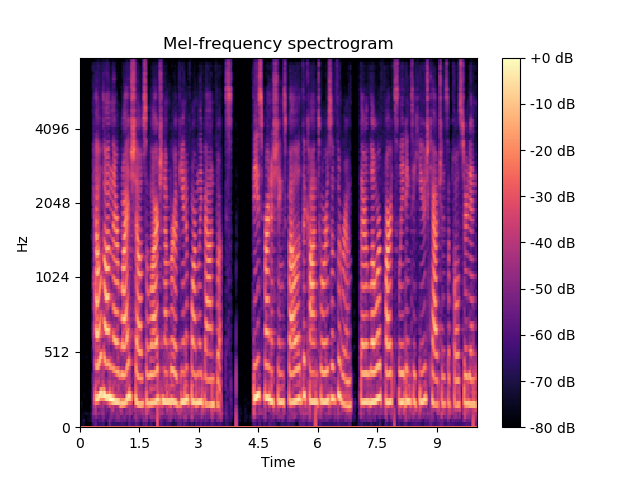 Mel-frequency spectrogram
+0 dB
4096
-10 dB
-20 dB
2048
-30 dB
Hz
1024
-40 dB
-50 dB
512
-60 dB
-70 dB
0
-80 dB
0 1.5 3 4.5 6 7.5 9
Time